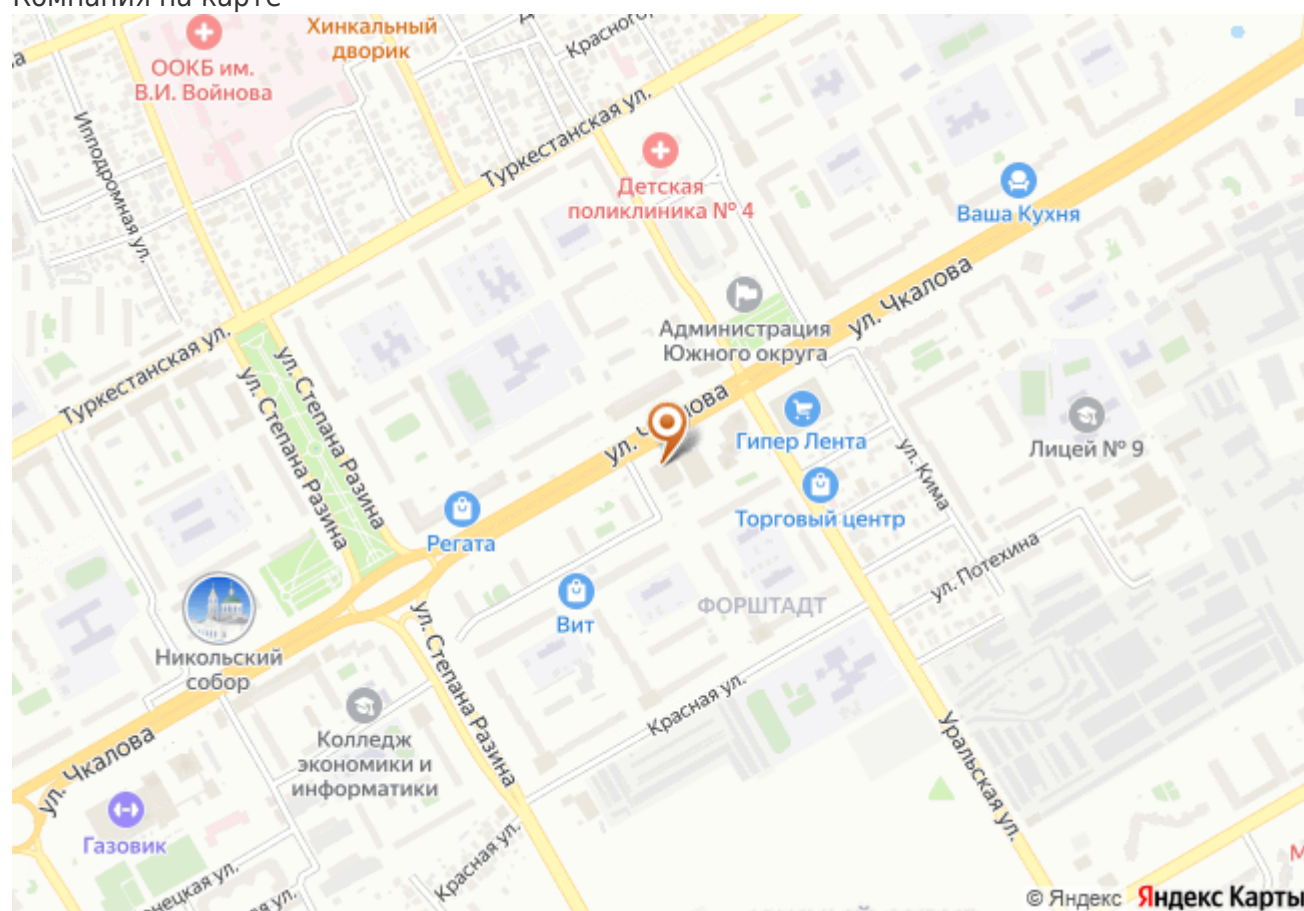 Компания на карте
Хинкальный
дворик
ООКБ им.
В.И. Войнова
Ипподромная ул.
Туркестанская ул.
Детская
поликлиника № 4
Ваша Кухня
Администрация
Южного округа
ул. Чкалова
Туркестанская ул.
ул. Степана Разина
ул. Степана Разина
ул. Чкалова
Гипер Лента
Лицей № 9
ул. Кима
Регата
Торговый центр
ул. Потехина
Вит
ФОРШТАДТ
Никольский
собор
ул. Степана Разина
Красная ул.
Колледж
экономики и
информатики
Уральская ул.
ул. Чкалова
Газовик
Красная ул.
© Яндекс Яндекс Карты